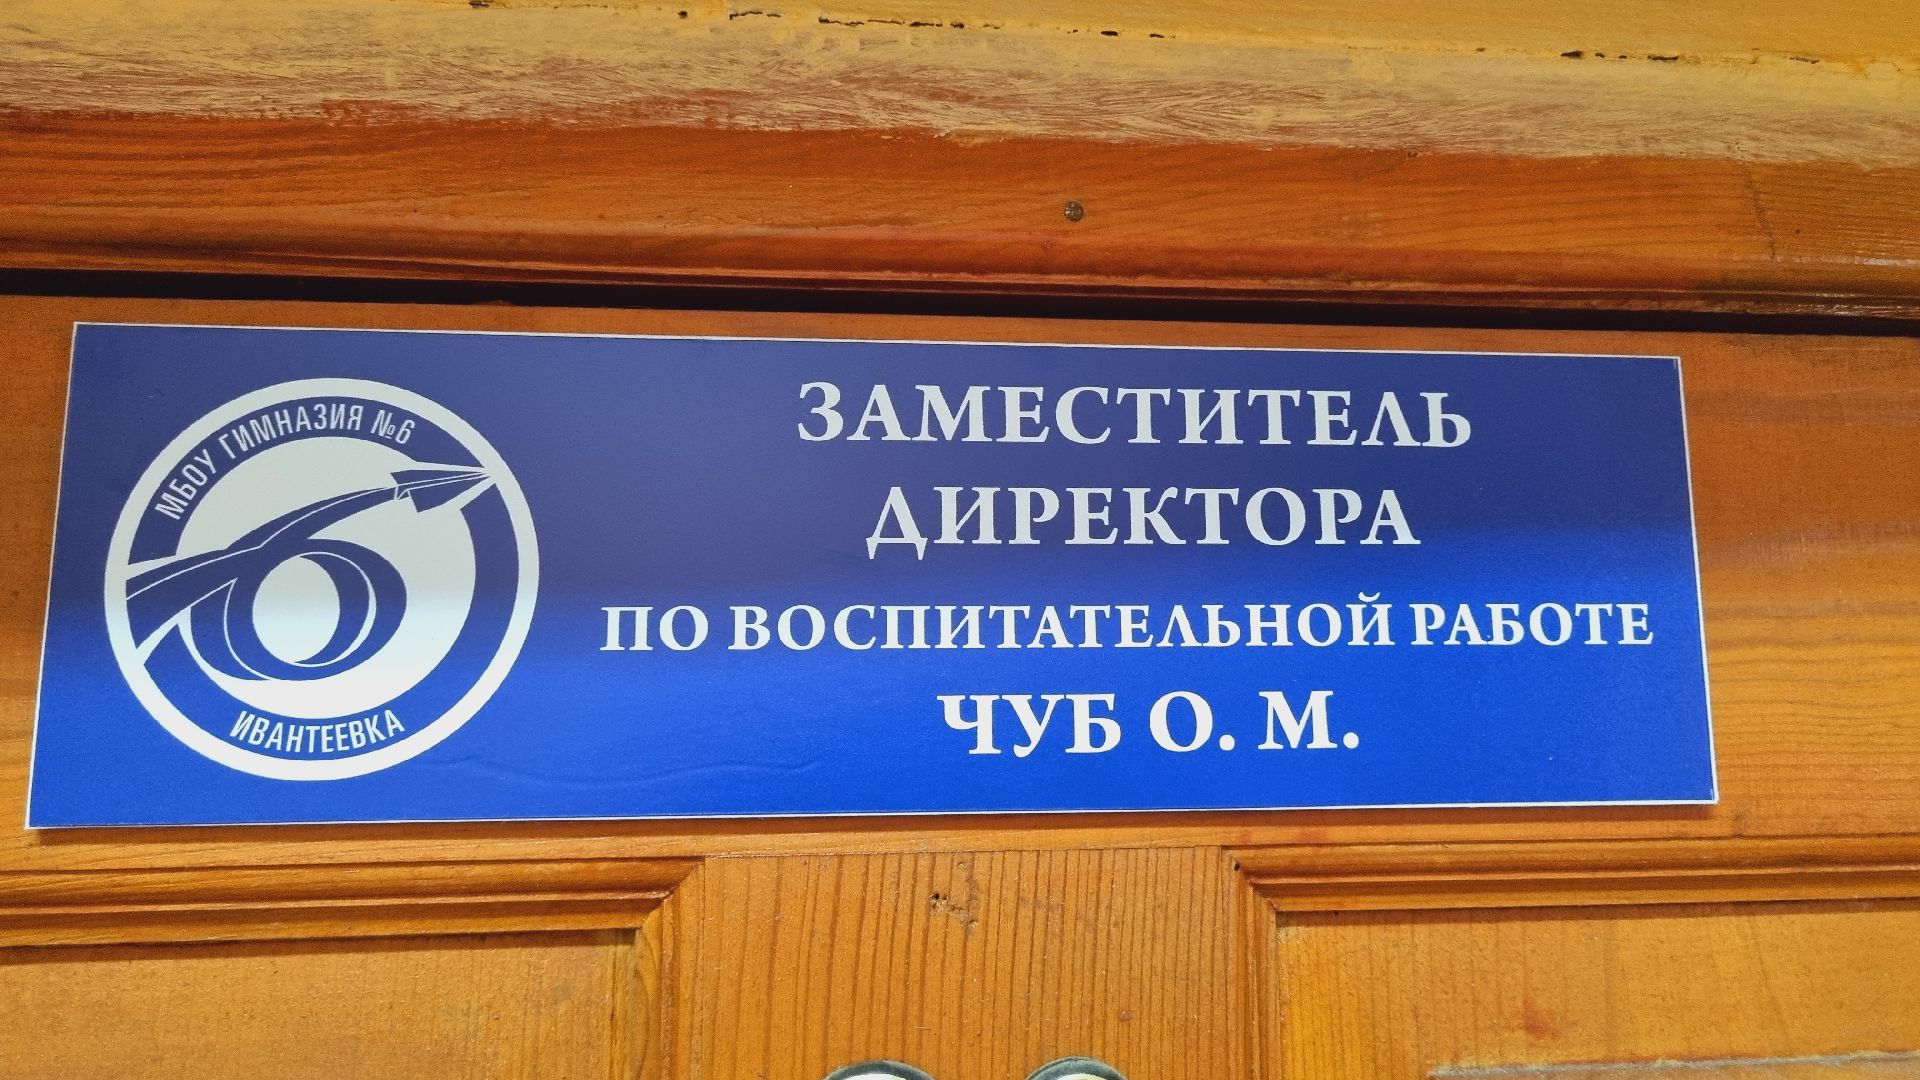 МБОУ ГИМНАЗИЯ №6
ИВАНТЕЕВКА
ЗАМЕСТИТЕЛЬ
ДИРЕКТОРА
ПО ВОСПИТАТЕЛЬНОЙ РАБОТЕ
ЧУБ О. М.